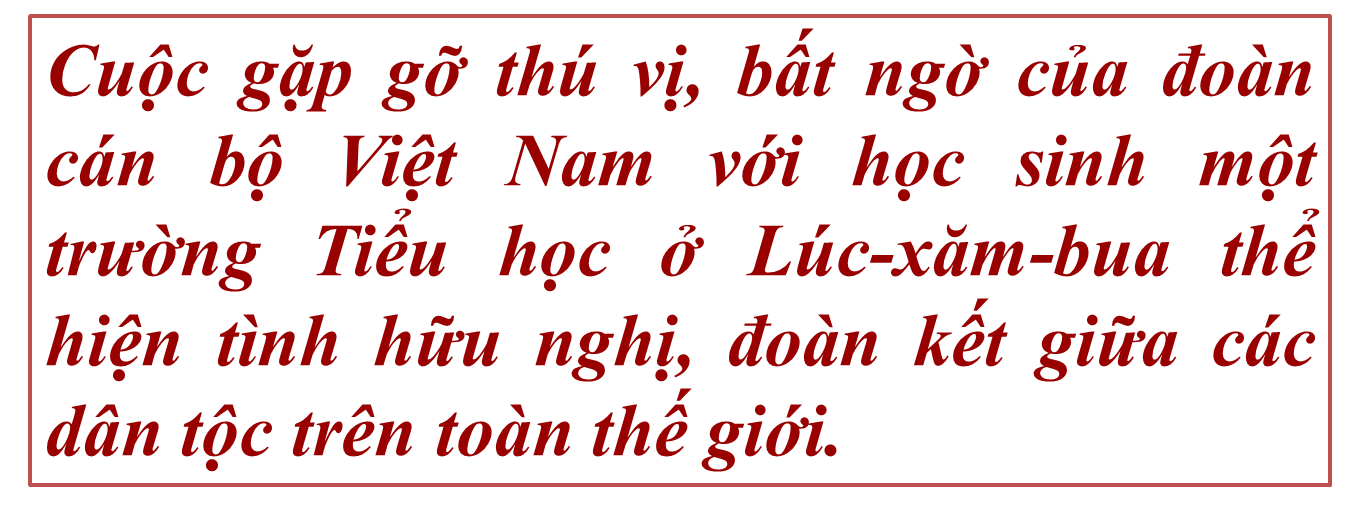 Cuộc gặp gỡ thú vị, bất ngờ của đoàn
cán bộ Việt Nam với học sinh một
trường Tiểu học ở Lúc-xăm-bua thể
hiện tình hữu nghị, đoàn kết giữa các
dân tộc trên toàn thế giới.